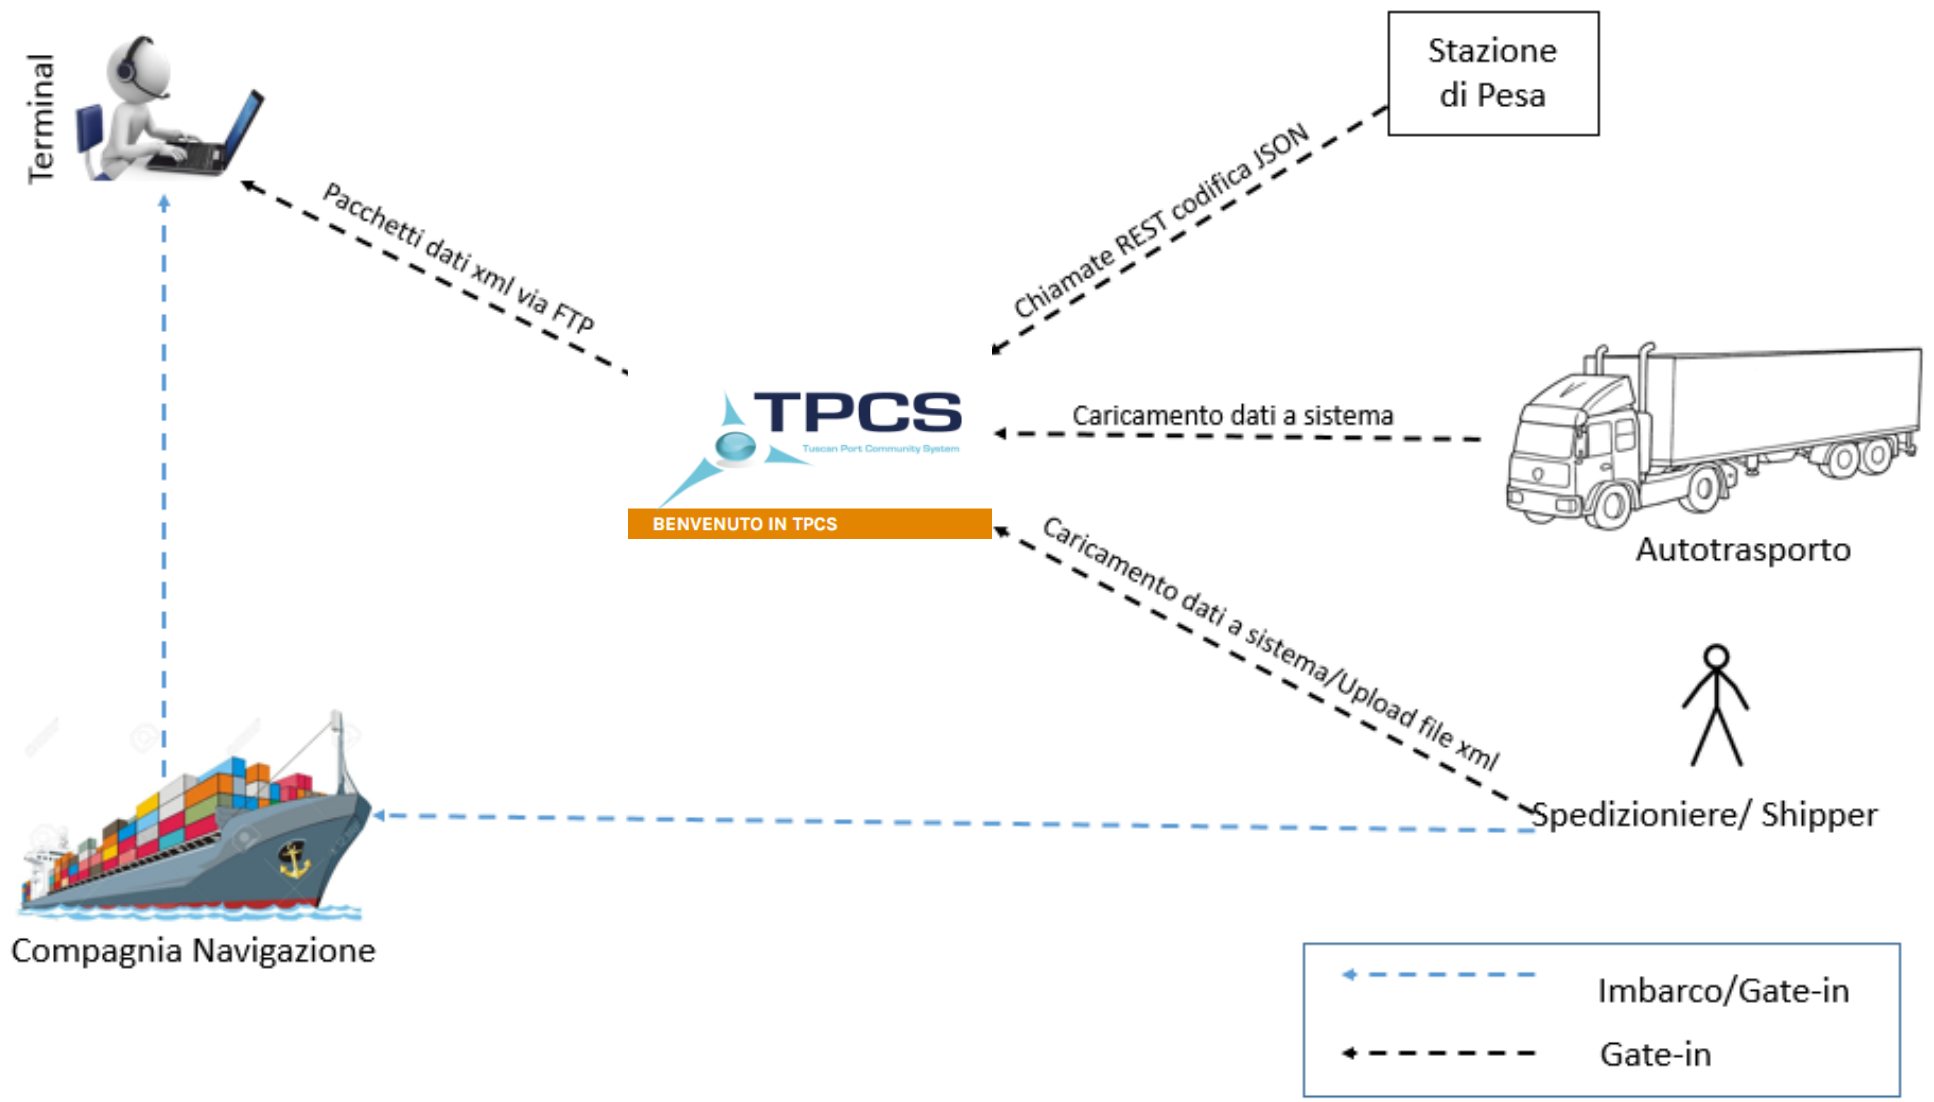 Terminal
Stazione
di Pesa
Pacchetti dati xml via FTP
Chiamate REST codifica JSON
TPCS
Tuscan Port Community System
BENVENUTO IN TPCS
Caricamento dati a sistema
Autotrasporto
Caricamento dati a sistema/Upload file xml
Spedizioniere/ Shipper
Compagnia Navigazione
Imbarco/Gate-in
Gate-in